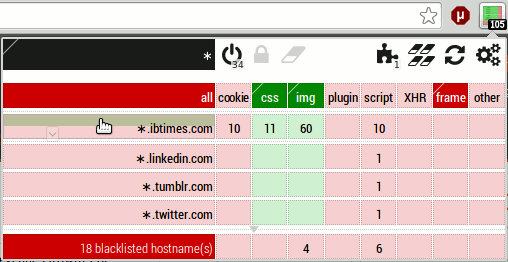 µ
105
∗ 34 1
all cookie css img plugin script XHR frame other
∗.ibtimes.com 10 11 60 10
∗.linkedin.com 1
∗.tumblr.com 1
∗.twitter.com 1
18 blacklisted hostname(s) 4 6